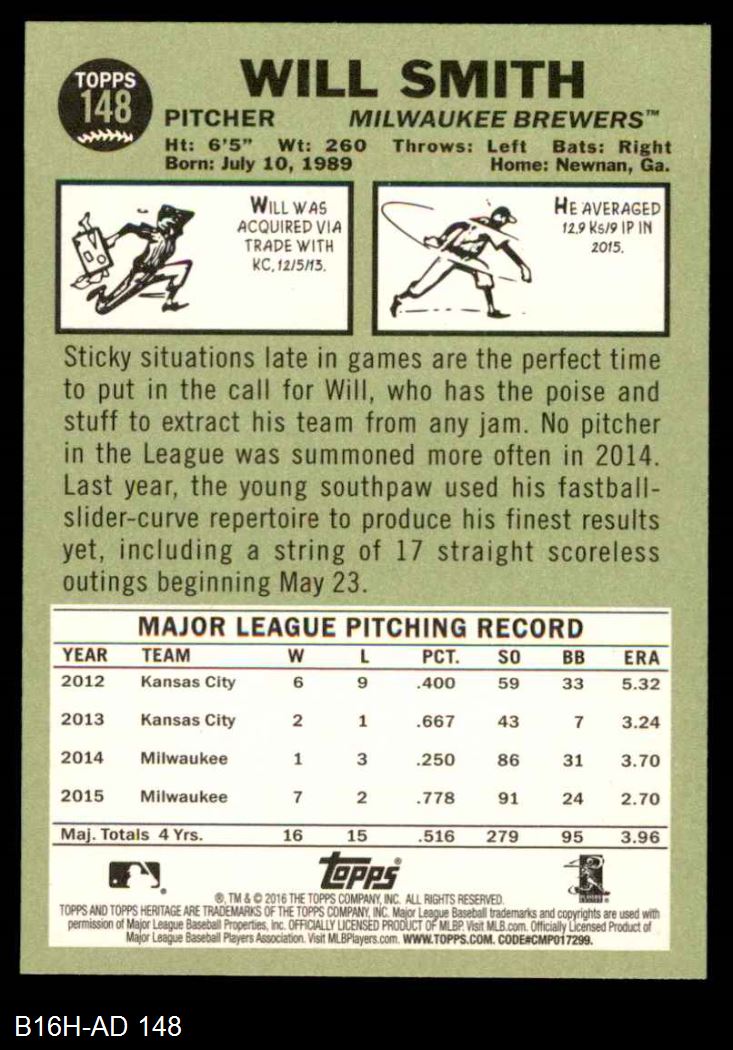 TOPPS
148
WILL SMITH
PITCHER MILWAUKEE BREWERS™
Ht: 6'5" Wt: 260 Throws: Left Bats: Right
Born: July 10, 1989 Home: Newnan, Ga.
WILL WAS
ACQUIRED VIA
TRADE WITH
KC, 12/5/13.
HE AVERAGED
12.9 Ks/9 IP IN
2015.
Sticky situations late in games are the perfect time
to put in the call for Will, who has the poise and
stuff to extract his team from any jam. No pitcher
in the League was summoned more often in 2014.
Last year, the young southpaw used his fastball-
slider-curve repertoire to produce his finest results
yet, including a string of 17 straight scoreless
outings beginning May 23.
MAJOR LEAGUE PITCHING RECORD
YEAR TEAM W L PCT. SO BB ERA
2012 Kansas City 6 9 .400 59 33 5.32
2013 Kansas City 2 1 .667 43 7 3.24
2014 Milwaukee 1 3 .250 86 31 3.70
2015 Milwaukee 7 2 .778 91 24 2.70
Maj. Totals 4 Yrs. 16 15 .516 279 95 3.96
Topps®
®, TM & © 2016 THE TOPPS COMPANY, INC. ALL RIGHTS RESERVED.
TOPPS AND TOPPS HERITAGE ARE TRADEMARKS OF THE TOPPS COMPANY, INC. Major League Baseball trademarks and copyrights are used with
permission of Major League Baseball Properties, Inc. OFFICIALLY LICENSED PRODUCT OF MLBP. Visit MLB.com. Officially Licensed Product of
Major League Baseball Players Association. Visit MLBPlayers.com. WWW.TOPPS.COM. CODE#CMP017299.
B16H-AD 148